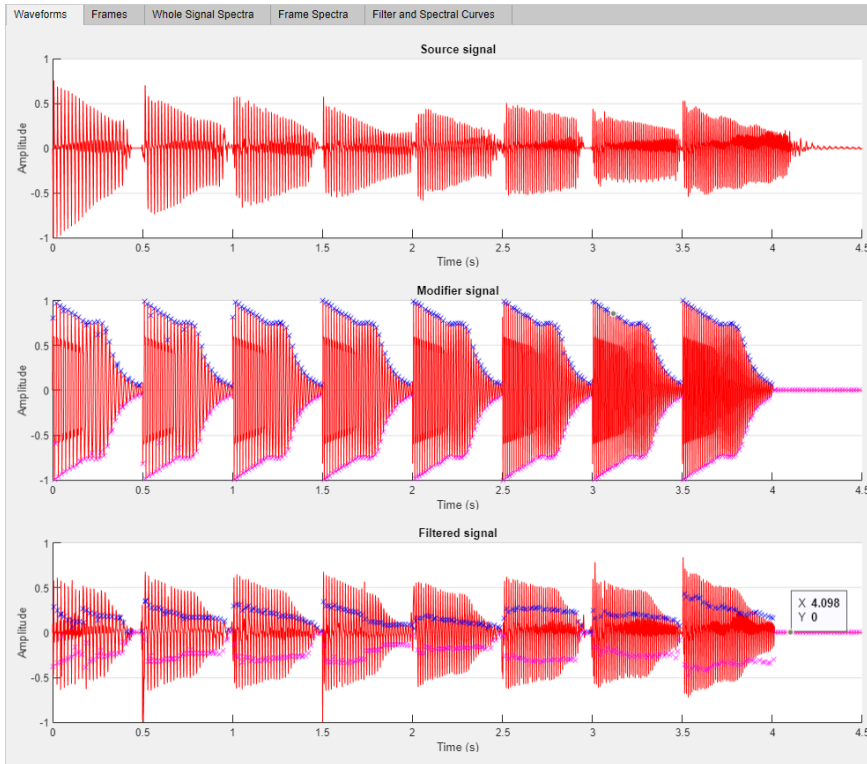 Waveforms Frames Whole Signal Spectra Frame Spectra Filter and Spectral Curves
Source signal
1
0.5
0
-0.5
-1
Amplitude
0 0.5 1 1.5 2 2.5 3 3.5 4 4.5
Time (s)
Modifier signal
1
0.5
0
-0.5
-1
Amplitude
0 0.5 1 1.5 2 2.5 3 3.5 4 4.5
Time (s)
Filtered signal
1
0.5
0
-0.5
-1
Amplitude
X 4.098
Y 0
0 0.5 1 1.5 2 2.5 3 3.5 4 4.5
Time (s)